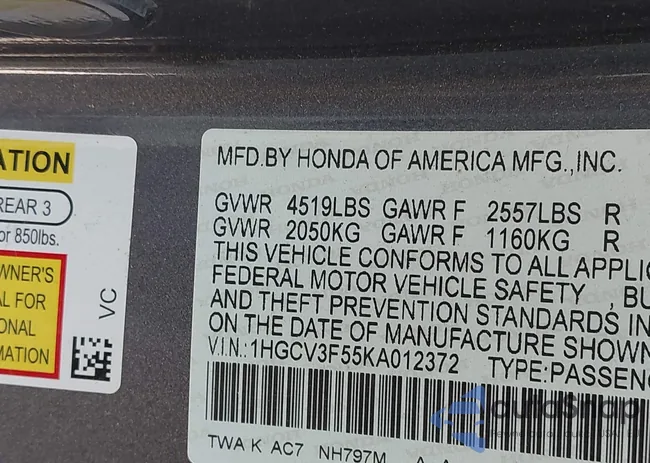 ATION
REAR 3
or 850lbs.
WNER'S
AL FOR
ONAL
MATION
VC
MFD.BY HONDA OF AMERICA MFG.,INC.
GVWR 4519LBS GAWR F 2557LBS R
GVWR 2050KG GAWR F 1160KG R
THIS VEHICLE CONFORMS TO ALL APPLIC
FEDERAL MOTOR VEHICLE SAFETY , BU
AND THEFT PREVENTION STANDARDS IN
ON THE DATE OF MANUFACTURE SHOWN
V.I.N.: 1HGCV3F55KA012372 TYPE:PASSENG
TWA K AC7 NH797M
autoSnap